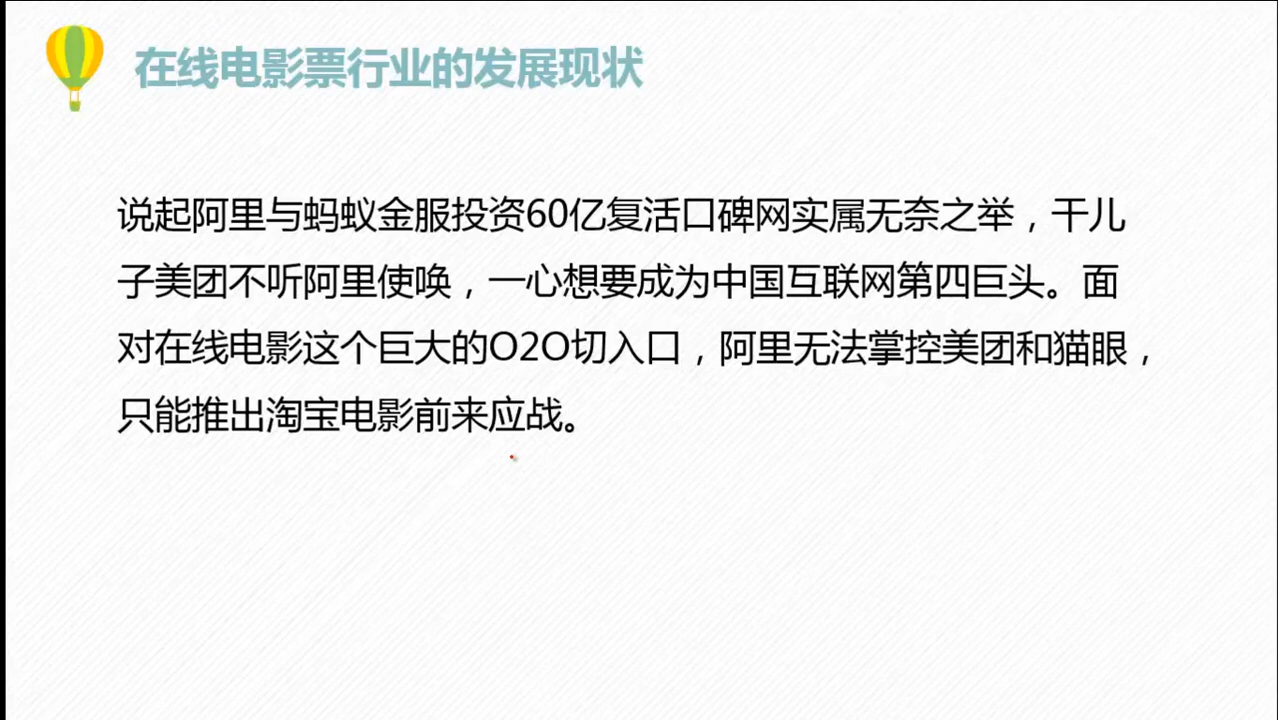 在线电影票行业的发展现状
说起阿里与蚂蚁金服投资60亿复活口碑网实属无奈之举，干儿
子美团不听阿里使唤，一心想要成为中国互联网第四巨头。面
对在线电影这个巨大的O2O切入口，阿里无法掌控美团和猫眼，
只能推出淘宝电影前来应战。